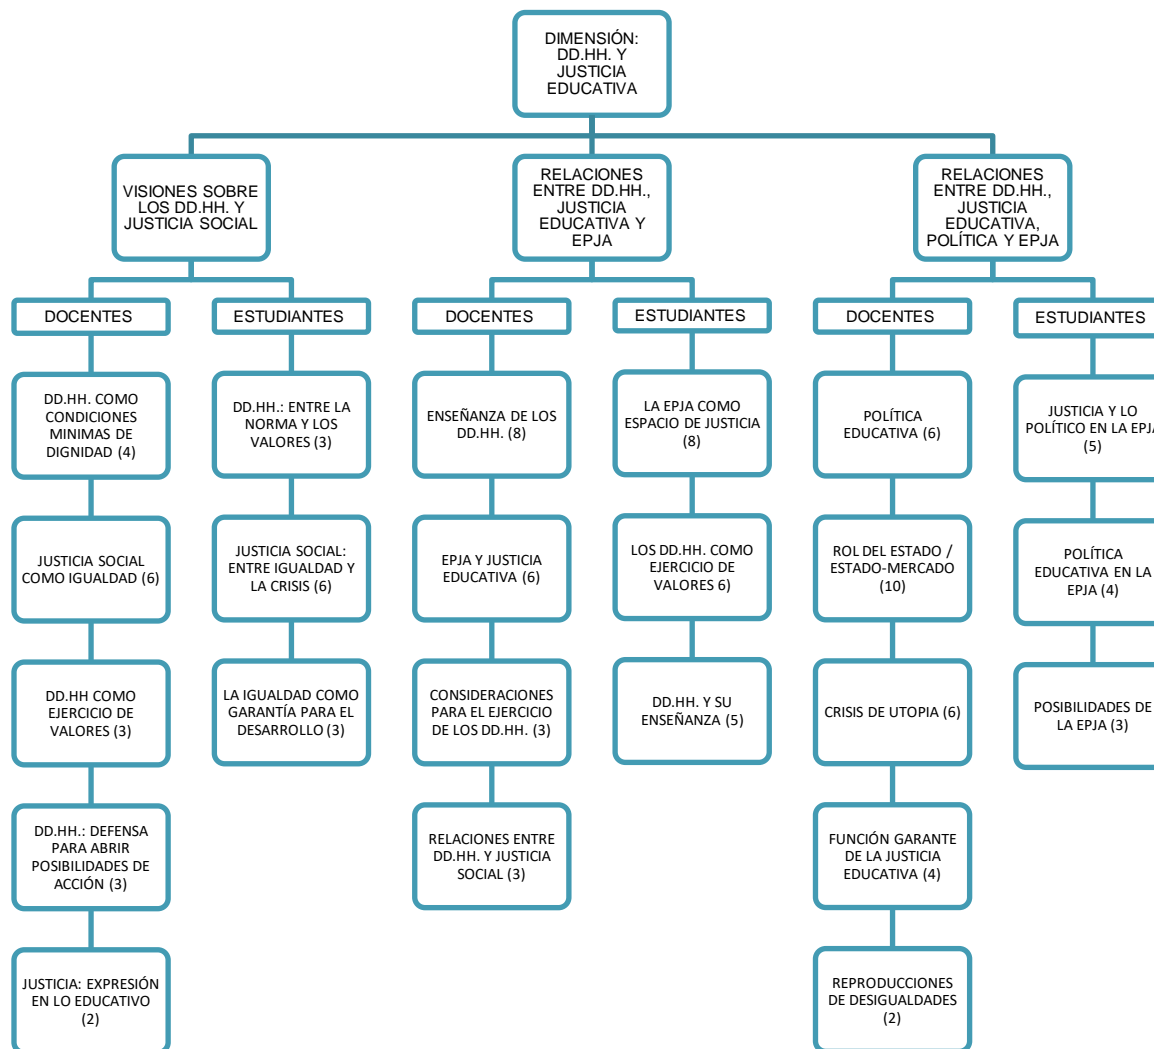 DIMENSIÓN:
DD.HH. Y
JUSTICIA
EDUCATIVA
VISIONES SOBRE
LOS DD.HH. Y
JUSTICIA SOCIAL
RELACIONES
ENTRE DD.HH.,
JUSTICIA
EDUCATIVA Y
EPJA
RELACIONES
ENTRE DD.HH.,
JUSTICIA
EDUCATIVA,
POLÍTICA Y EPJA
DOCENTES
DD.HH. COMO
CONDICIONES
MINIMAS DE
DIGNIDAD (4)
JUSTICIA SOCIAL
COMO IGUALDAD (6)
DD.HH COMO
EJERCICIO DE
VALORES (3)
DD.HH.: DEFENSA
PARA ABRIR
POSIBILIDADES DE
ACCIÓN (3)
JUSTICIA: EXPRESIÓN
EN LO EDUCATIVO
(2)
ESTUDIANTES
DD.HH.: ENTRE LA
NORMA Y LOS
VALORES (3)
JUSTICIA SOCIAL:
ENTRE IGUALDAD Y
LA CRISIS (6)
LA IGUALDAD COMO
GARANTÍA PARA EL
DESARROLLO (3)
DOCENTES
ENSEÑANZA DE LOS
DD.HH. (8)
EPJA Y JUSTICIA
EDUCATIVA (6)
CONSIDERACIONES
PARA EL EJERCICIO
DE LOS DD.HH. (3)
RELACIONES ENTRE
DD.HH. Y JUSTICIA
SOCIAL (3)
ESTUDIANTES
LA EPJA COMO
ESPACIO DE JUSTICIA
(8)
LOS DD.HH. COMO
EJERCICIO DE
VALORES 6)
DD.HH. Y SU
ENSEÑANZA (5)
DOCENTES
POLÍTICA
EDUCATIVA (6)
ROL DEL ESTADO /
ESTADO-MERCADO
(10)
CRISIS DE UTOPIA (6)
FUNCIÓN GARANTE
DE LA JUSTICIA
EDUCATIVA (4)
REPRODUCCIONES
DE DESIGUALDADES
(2)
ESTUDIANTES
JUSTICIA Y LO
POLÍTICO EN LA EPJA
(5)
POLÍTICA
EDUCATIVA EN LA
EPJA (4)
POSIBILIDADES DE
LA EPJA (3)